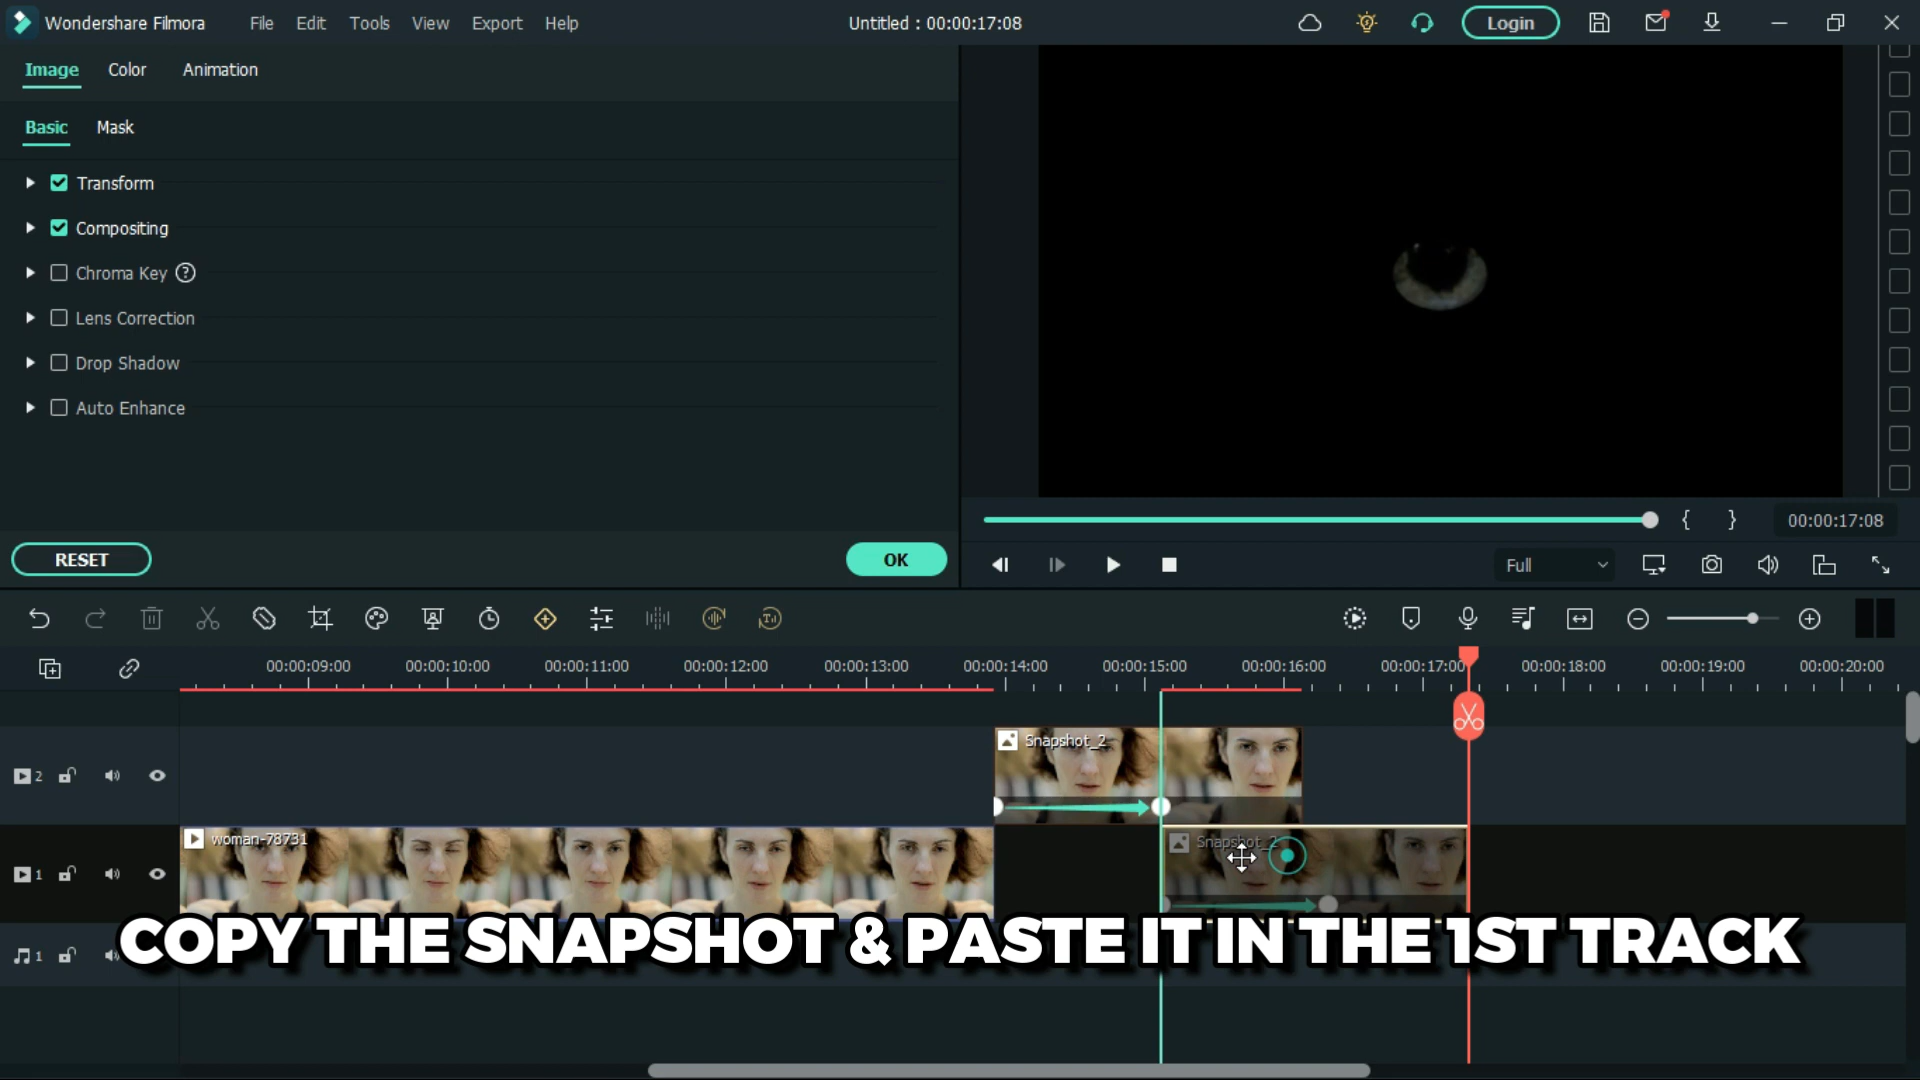 Wondershare Filmora File Edit Tools View Export Help Untitled : 00:00:17:08 Login
Image Color Animation
Basic Mask
Transform
Compositing
Chroma Key ?
Lens Correction
Drop Shadow
Auto Enhance
{ } 00:00:17:08
RESET OK
Full
00:00:09:00 00:00:10:00 00:00:11:00 00:00:12:00 00:00:13:00 00:00:14:00 00:00:15:00 00:00:16:00 00:00:17:00 00:00:18:00 00:00:19:00 00:00:20:00
Snapshot_2
2
woman-78731
Snapshot_2
1
COPY THE SNAPSHOT & PASTE IT IN THE 1ST TRACK
1